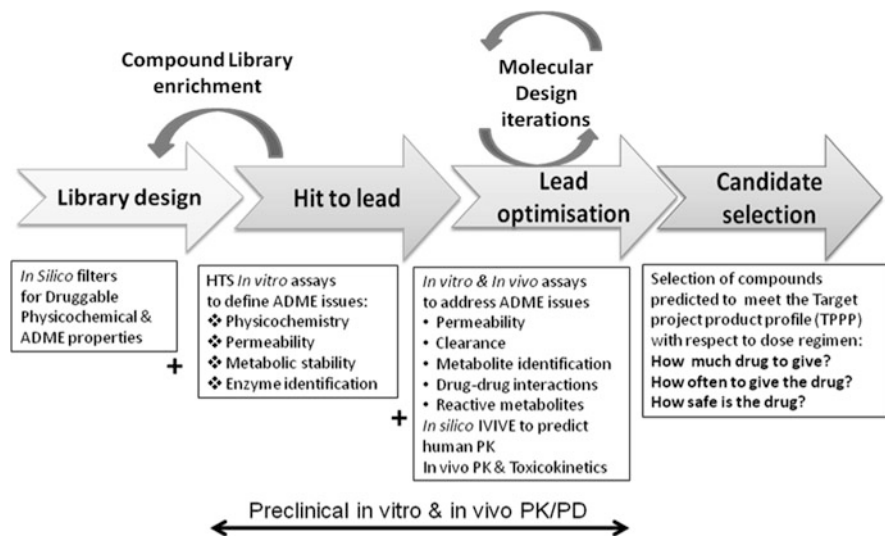 Compound Library
enrichment
Molecular
Design
iterations
Library design
Hit to lead
Lead
optimisation
Candidate
selection
In Silico filters
for Druggable
Physicochemical &
ADME properties
+
HTS In vitro assays
to define ADME issues:
❖ Physicochemistry
❖ Permeability
❖ Metabolic stability
❖ Enzyme identification
+
In vitro & In vivo assays
to address ADME issues
• Permeability
• Clearance
• Metabolite identification
• Drug-drug interactions
• Reactive metabolites
In silico IVIVE to predict
human PK
In vivo PK & Toxicokinetics
Selection of compounds
predicted to meet the Target
project product profile (TPPP)
with respect to dose regimen:
How much drug to give?
How often to give the drug?
How safe is the drug?
Preclinical in vitro & in vivo PK/PD